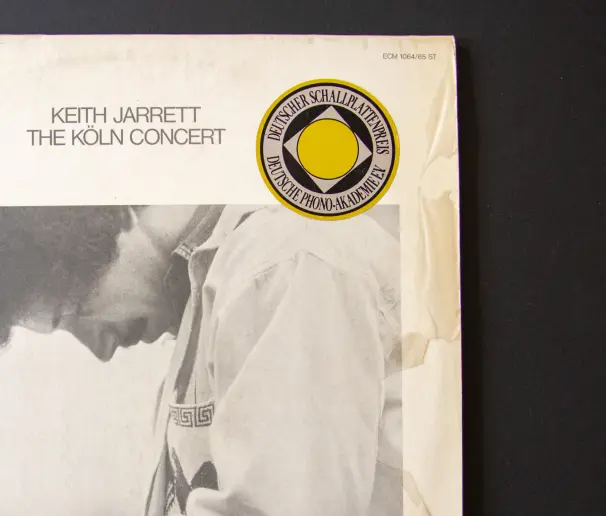 ECM 1064/65 ST
KEITH JARRETT
THE KÖLN CONCERT
DEUTSCHER SCHALLPLATTENPREIS
DEUTSCHE PHONO-AKADEMIE E.V.